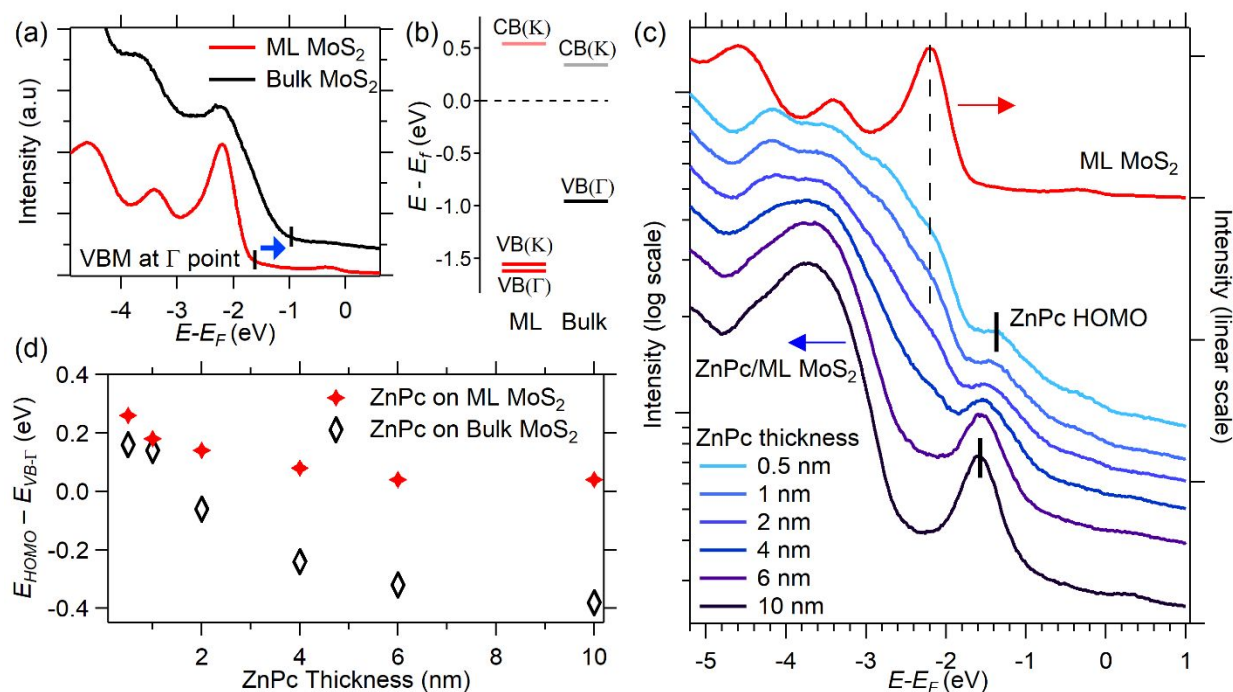 (a)
ML MoS₂
Bulk MoS₂
Intensity (a.u)
VBM at Γ point
-4 -3 -2 -1 0
E-E_F (eV)
(b)
CB(K)
CB(K)
0.5
0.0
-0.5
-1.0
-1.5
E - E_f (eV)
VB(Γ)
VB(K)
VB(Γ)
ML Bulk
(c)
ML MoS₂
ZnPc HOMO
ZnPc/ML MoS₂
Intensity (log scale)
Intensity (linear scale)
ZnPc thickness
0.5 nm
1 nm
2 nm
4 nm
6 nm
10 nm
-5 -4 -3 -2 -1 0 1
E-E_F (eV)
(d)
0.4
0.2
0.0
-0.2
-0.4
E_HOMO – E_VB-Γ (eV)
ZnPc on ML MoS₂
ZnPc on Bulk MoS₂
2 4 6 8 10
ZnPc Thickness (nm)